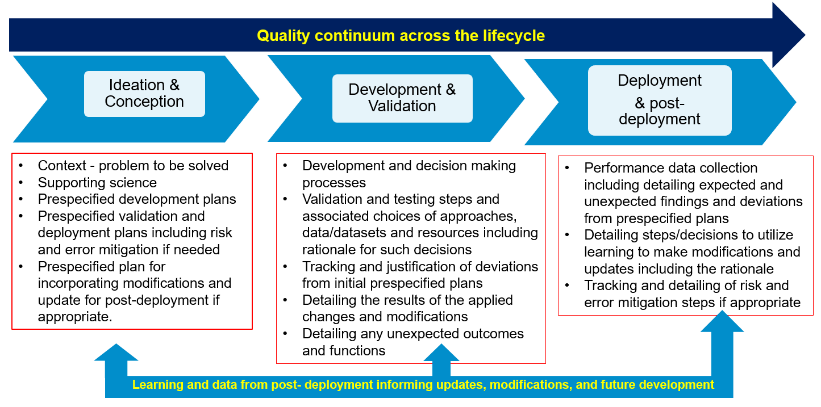 Quality continuum across the lifecycle
Ideation &
Conception
Development &
Validation
Deployment
& post-
deployment
• Context - problem to be solved
• Supporting science
• Prespecified development plans
• Prespecified validation and
deployment plans including risk
and error mitigation if needed
• Prespecified plan for
incorporating modifications and
update for post-deployment if
appropriate.
• Development and decision making
processes
• Validation and testing steps and
associated choices of approaches,
data/datasets and resources including
rationale for such decisions
• Tracking and justification of deviations
from initial prespecified plans
• Detailing the results of the applied
changes and modifications
• Detailing any unexpected outcomes
and functions
• Performance data collection
including detailing expected and
unexpected findings and deviations
from prespecified plans
• Detailing steps/decisions to utilize
learning to make modifications and
updates including the rationale
• Tracking and detailing of risk and
error mitigation steps if appropriate
Learning and data from post- deployment informing updates, modifications, and future development